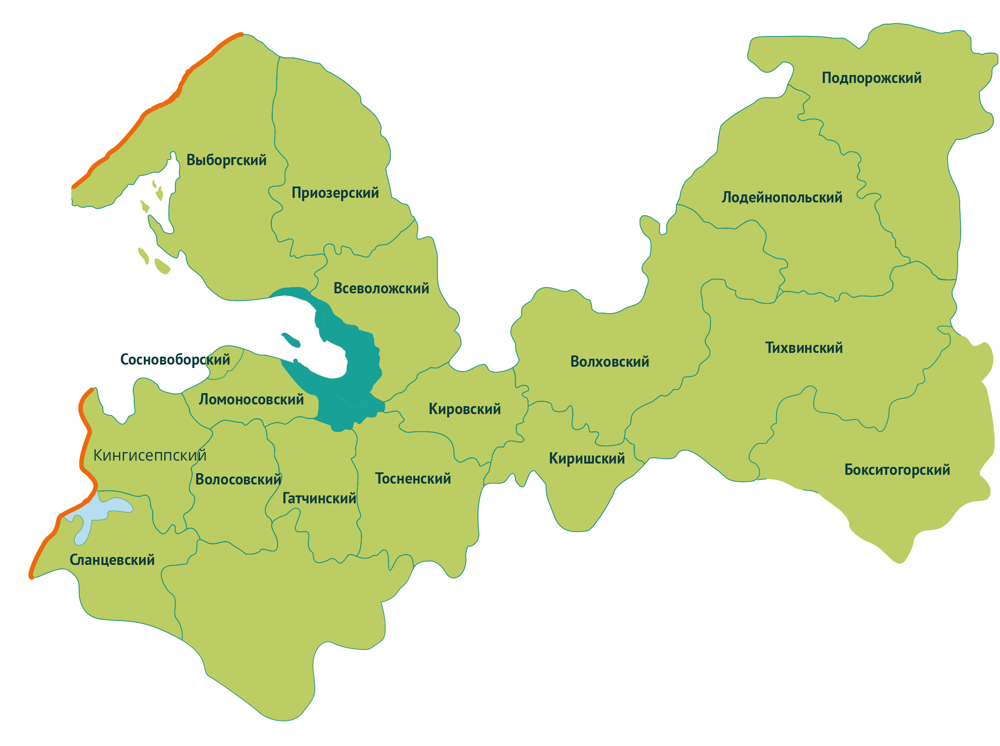 Подпорожский
Выборгский
Приозерский
Лодейнопольский
Всеволожский
Тихвинский
Сосновоборский
Волховский
Ломоносовский
Кировский
Кингисеппский
Киришский
Бокситогорский
Волосовский
Тосненский
Гатчинский
Сланцевский